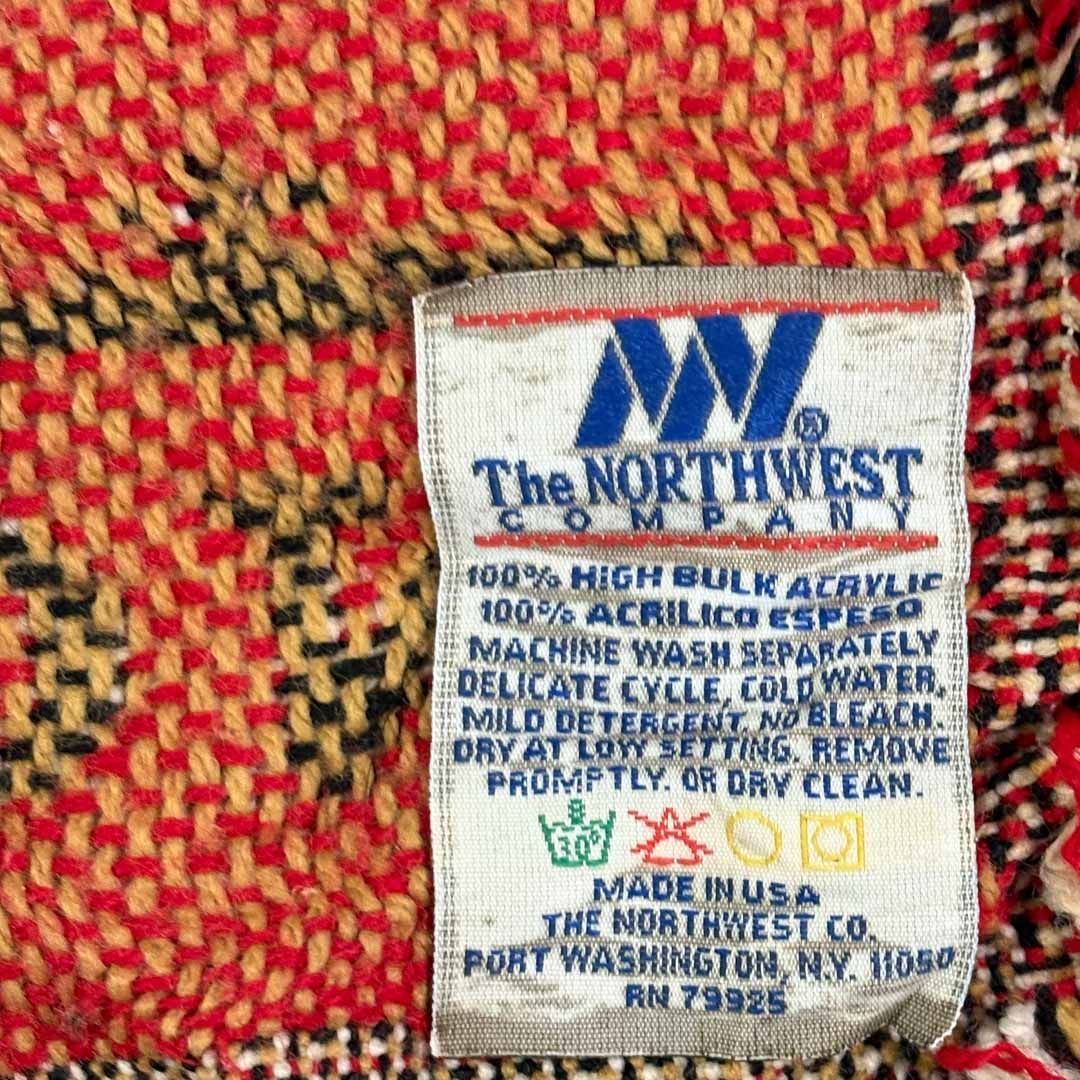 ®
The NORTHWEST
COMPANY
100% HIGH BULK ACRYLIC
100% ACRILICO ESPESO
MACHINE WASH SEPARATELY
DELICATE CYCLE, COLD WATER,
MILD DETERGENT, NO BLEACH.
DRY AT LOW SETTING. REMOVE
PROMPTLY. OR DRY CLEAN.
30°
MADE IN USA
THE NORTHWEST CO.
PORT WASHINGTON, N.Y. 11050
RN 79925